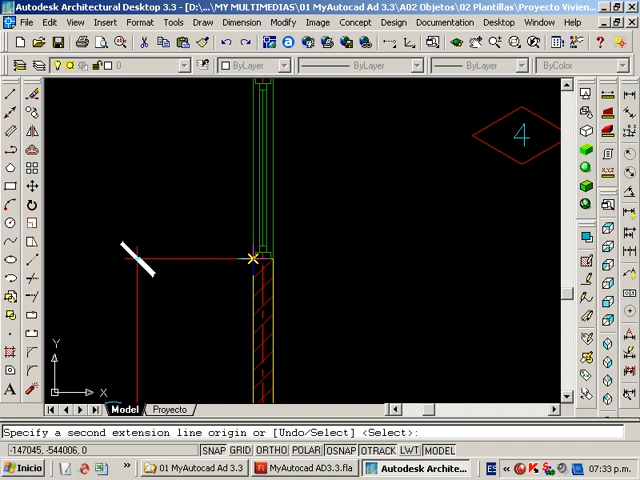 Autodesk Architectural Desktop 3.3 - [D:\...\MY MULTIMEDIAS\01 MyAutocad Ad 3.3\A02 Objetos\02 Plantillas\Proyecto Vivien...
File Edit View Insert Format Tools Draw Dimension Modify Image Concept Design Documentation Desktop Window Help
0 ByLayer ByLayer ByLayer ByColor
4
XYZ
Y
X
A
Model Proyecto
Specify a second extension line origin or [Undo/Select] <Select>:
-147045, -544006, 0 SNAP GRID ORTHO POLAR OSNAP OTRACK LWT MODEL
Inicio 01 MyAutocad Ad 3.3 MyAutocad AD3.3.fla Autodesk Archite... ES 07:33 p.m.